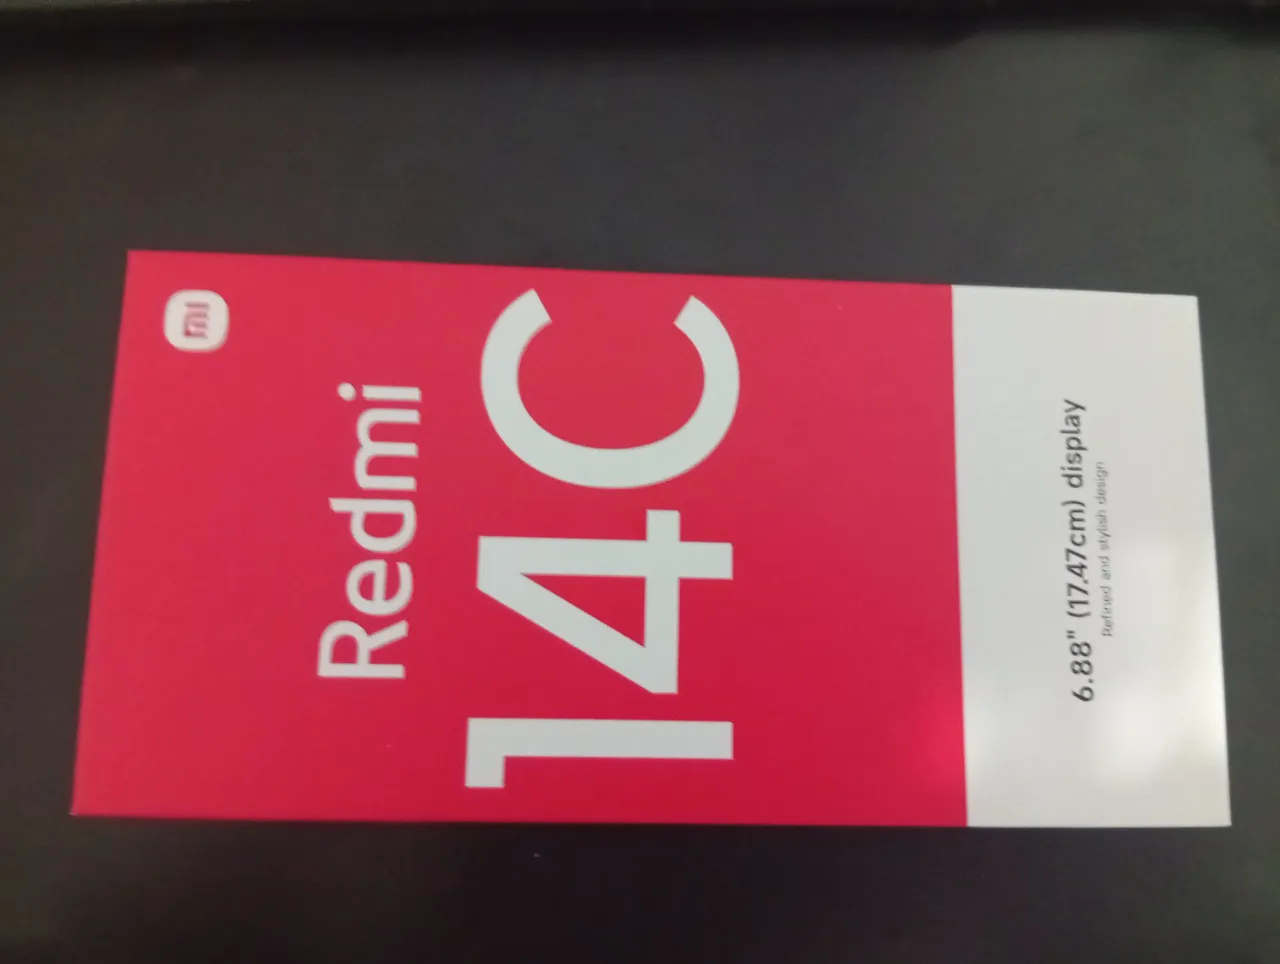 mi
Redmi
14C
6.88" (17.47cm) display
Refined and stylish design